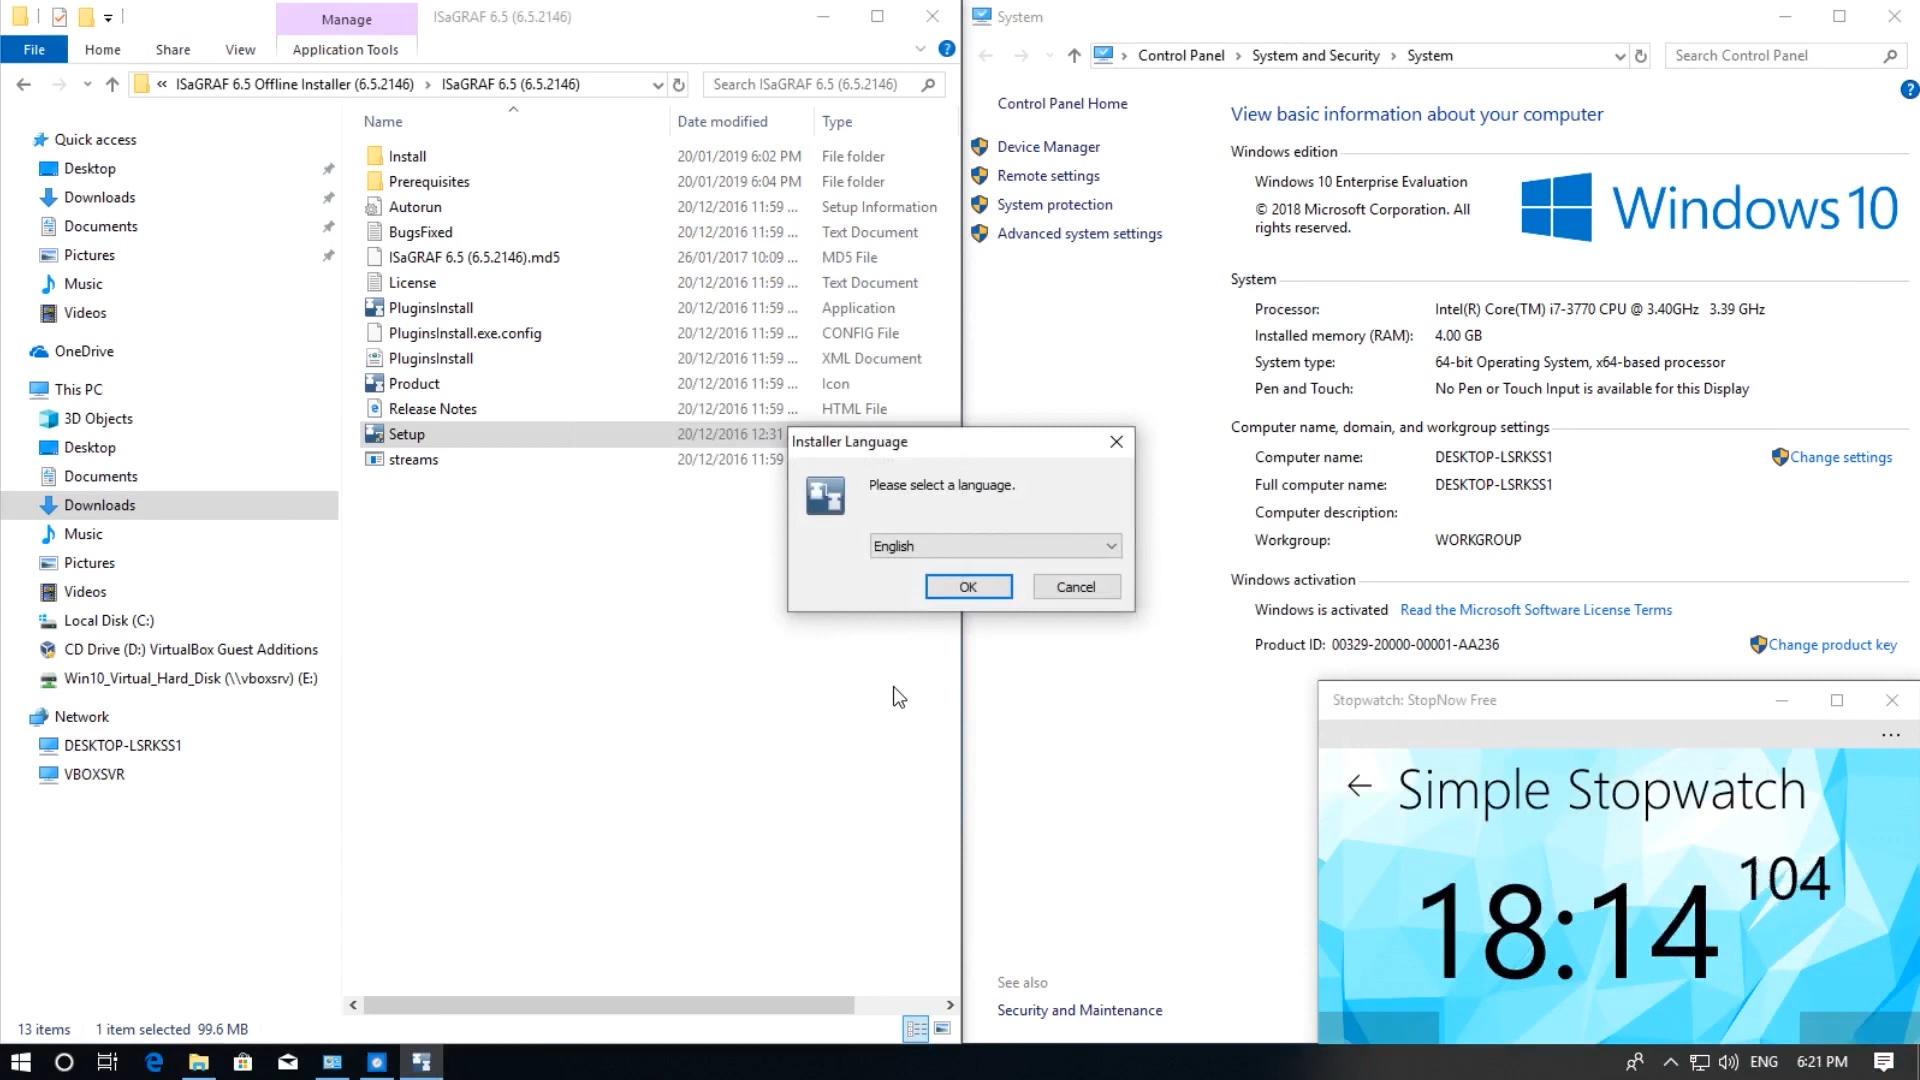 Manage
ISaGRAF 6.5 (6.5.2146)
File
Home
Share
View
Application Tools
« ISaGRAF 6.5 Offline Installer (6.5.2146) › ISaGRAF 6.5 (6.5.2146)
Search ISaGRAF 6.5 (6.5.2146)
Quick access
Desktop
Downloads
Documents
Pictures
Music
Videos
OneDrive
This PC
3D Objects
Desktop
Documents
Downloads
Music
Pictures
Videos
Local Disk (C:)
CD Drive (D:) VirtualBox Guest Additions
Win10_Virtual_Hard_Disk (\\vboxsrv) (E:)
Network
DESKTOP-LSRKSS1
VBOXSVR
Name Date modified Type
Install 20/01/2019 6:02 PM File folder
Prerequisites 20/01/2019 6:04 PM File folder
Autorun 20/12/2016 11:59 ... Setup Information
BugsFixed 20/12/2016 11:59 ... Text Document
ISaGRAF 6.5 (6.5.2146).md5 26/01/2017 10:09 ... MD5 File
License 20/12/2016 11:59 ... Text Document
PluginsInstall 20/12/2016 11:59 ... Application
PluginsInstall.exe.config 20/12/2016 11:59 ... CONFIG File
PluginsInstall 20/12/2016 11:59 ... XML Document
Product 20/12/2016 11:59 ... Icon
Release Notes 20/12/2016 11:59 ... HTML File
Setup 20/12/2016 12:31
streams 20/12/2016 11:59
13 items 1 item selected 99.6 MB
Installer Language
Please select a language.
English
OK
Cancel
System
Control Panel › System and Security › System
Search Control Panel
Control Panel Home
Device Manager
Remote settings
System protection
Advanced system settings
See also
Security and Maintenance
View basic information about your computer
Windows edition
Windows 10 Enterprise Evaluation
© 2018 Microsoft Corporation. All
rights reserved.
Windows 10
System
Processor: Intel(R) Core(TM) i7-3770 CPU @ 3.40GHz 3.39 GHz
Installed memory (RAM): 4.00 GB
System type: 64-bit Operating System, x64-based processor
Pen and Touch: No Pen or Touch Input is available for this Display
Computer name, domain, and workgroup settings
Computer name: DESKTOP-LSRKSS1
Change settings
Full computer name: DESKTOP-LSRKSS1
Computer description:
Workgroup: WORKGROUP
Windows activation
Windows is activated Read the Microsoft Software License Terms
Product ID: 00329-20000-00001-AA236
Change product key
Stopwatch: StopNow Free
Simple Stopwatch
18:14 104
ENG
6:21 PM